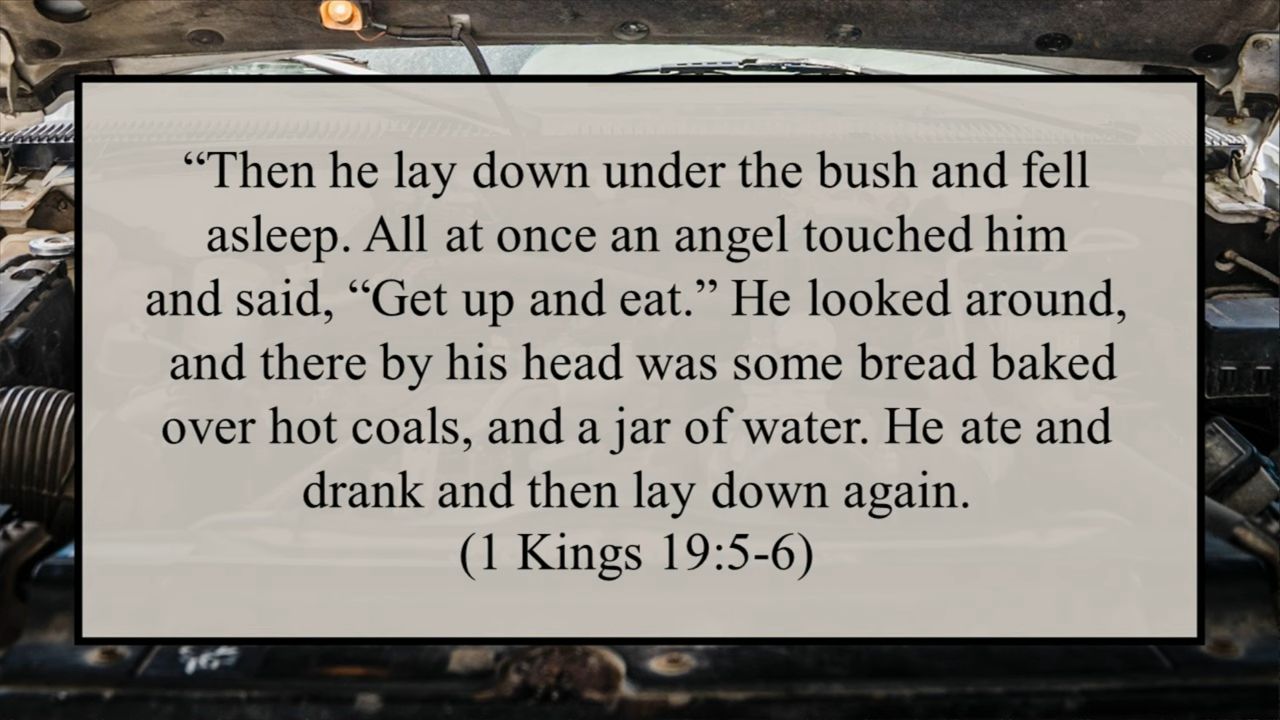 “Then he lay down under the bush and fell
asleep. All at once an angel touched him
and said, “Get up and eat.” He looked around,
and there by his head was some bread baked
over hot coals, and a jar of water. He ate and
drank and then lay down again.
(1 Kings 19:5-6)